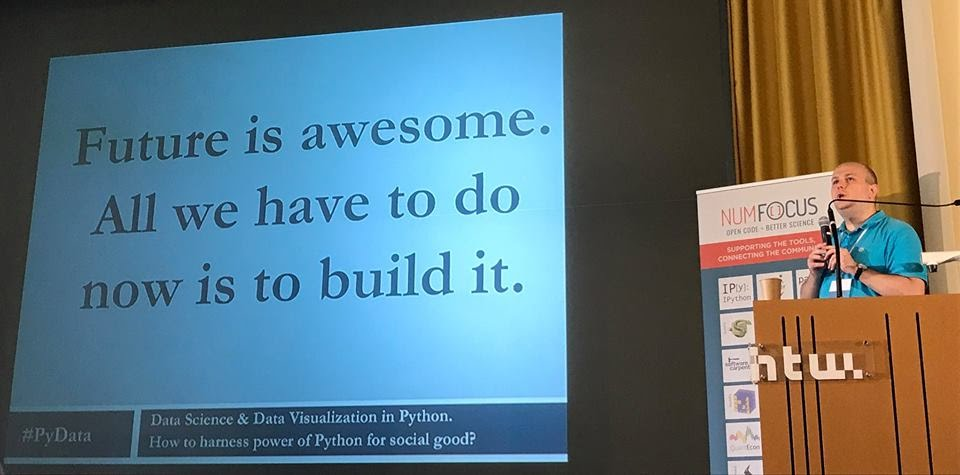 Future is awesome.
All we have to do
now is to build it.
#PyData
Data Science & Data Visualization in Python.
How to harness power of Python for social good?
NUMFOCUS
OPEN CODE = BETTER SCIENCE
SUPPORTING THE TOOLS,
CONNECTING THE COMMUN
IP[y]:
IPython
pa
software
carpent
QuantEcon
htw.